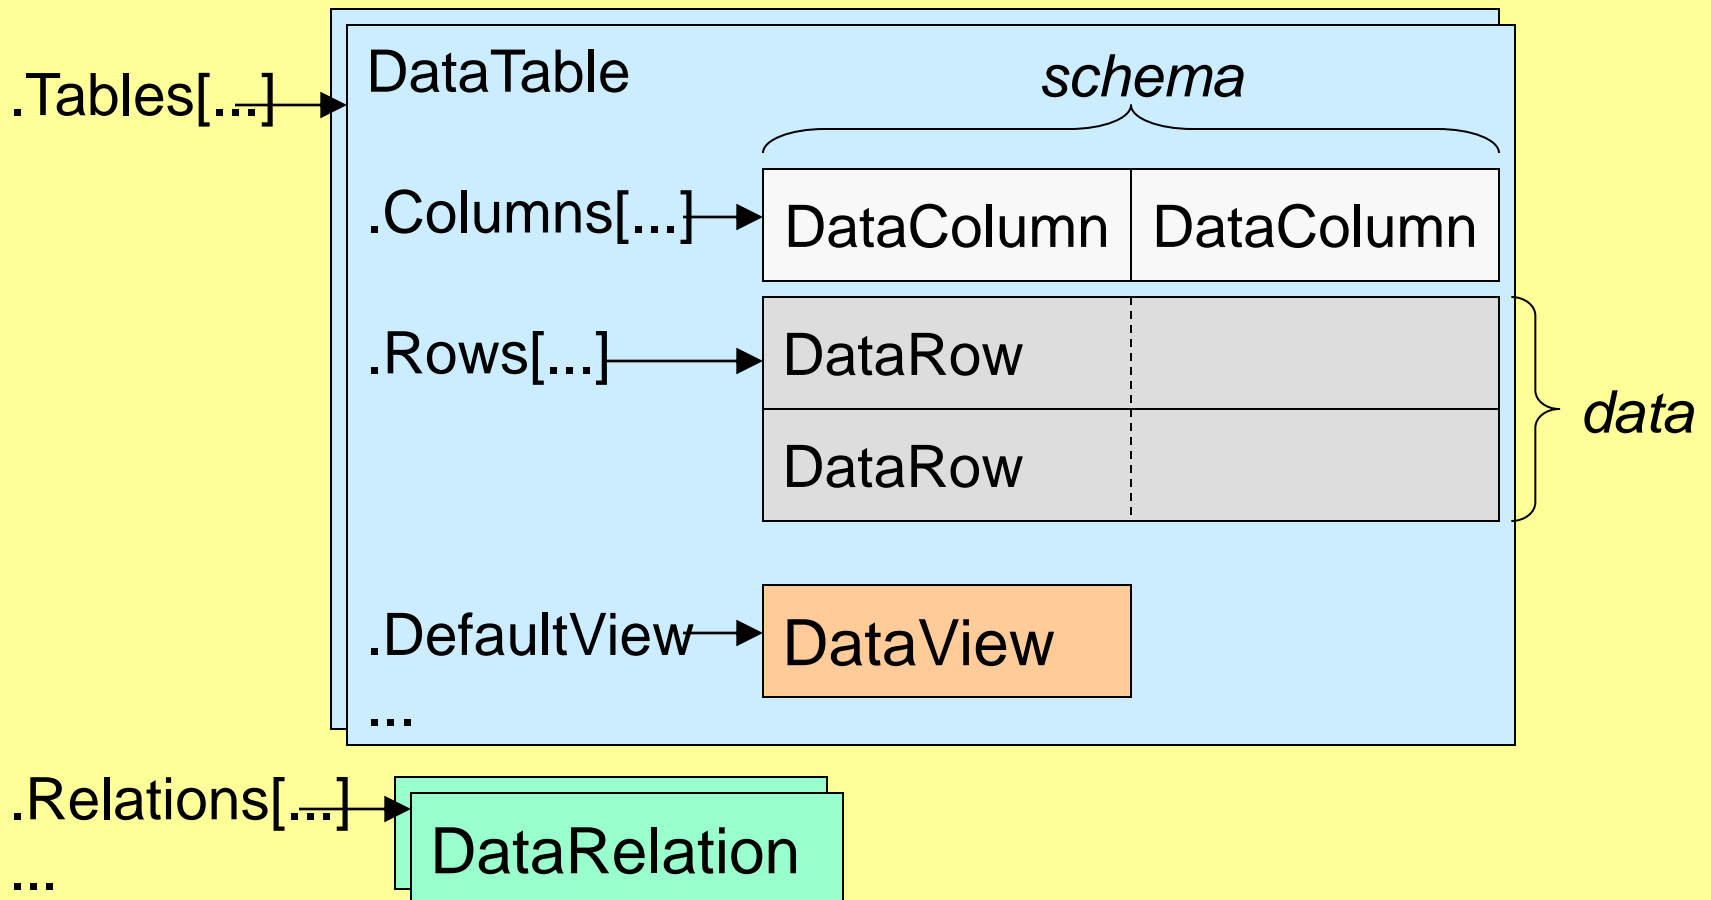 DataTable
schema
.Tables[...]
.Columns[...]
DataColumn
DataColumn
.Rows[...]
DataRow
data
DataRow
.DefaultView
DataView
...
.Relations[...]
DataRelation
...